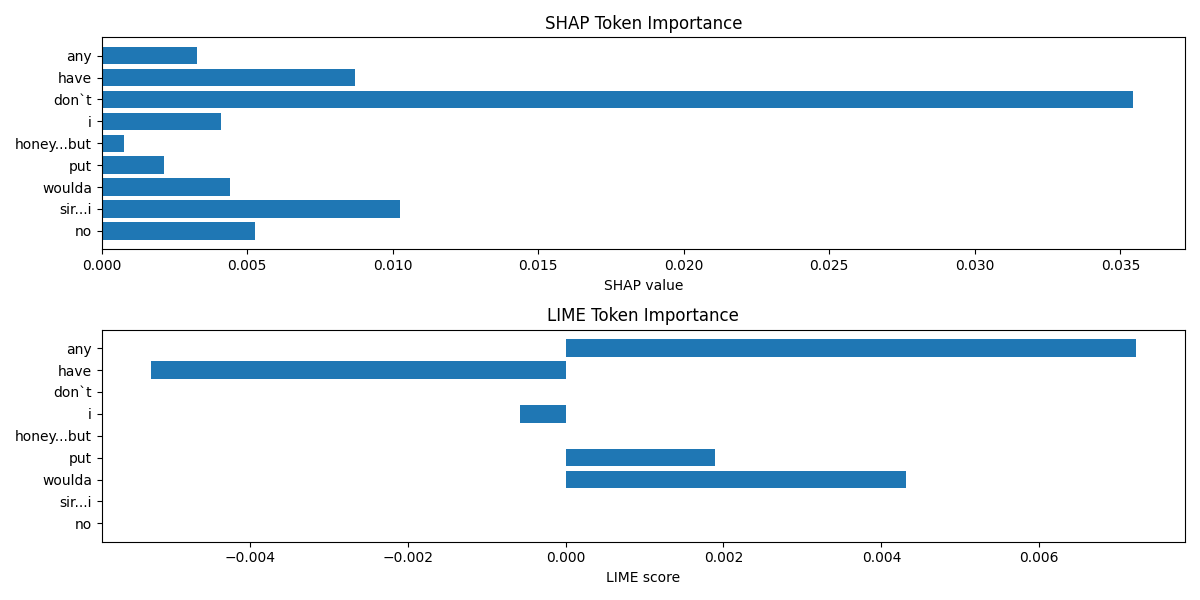 SHAP Token Importance
any
have
don`t
i
honey...but
put
woulda
sir...i
no
0.000 0.005 0.010 0.015 0.020 0.025 0.030 0.035
SHAP value
LIME Token Importance
any
have
don`t
i
honey...but
put
woulda
sir...i
no
−0.004 −0.002 0.000 0.002 0.004 0.006
LIME score